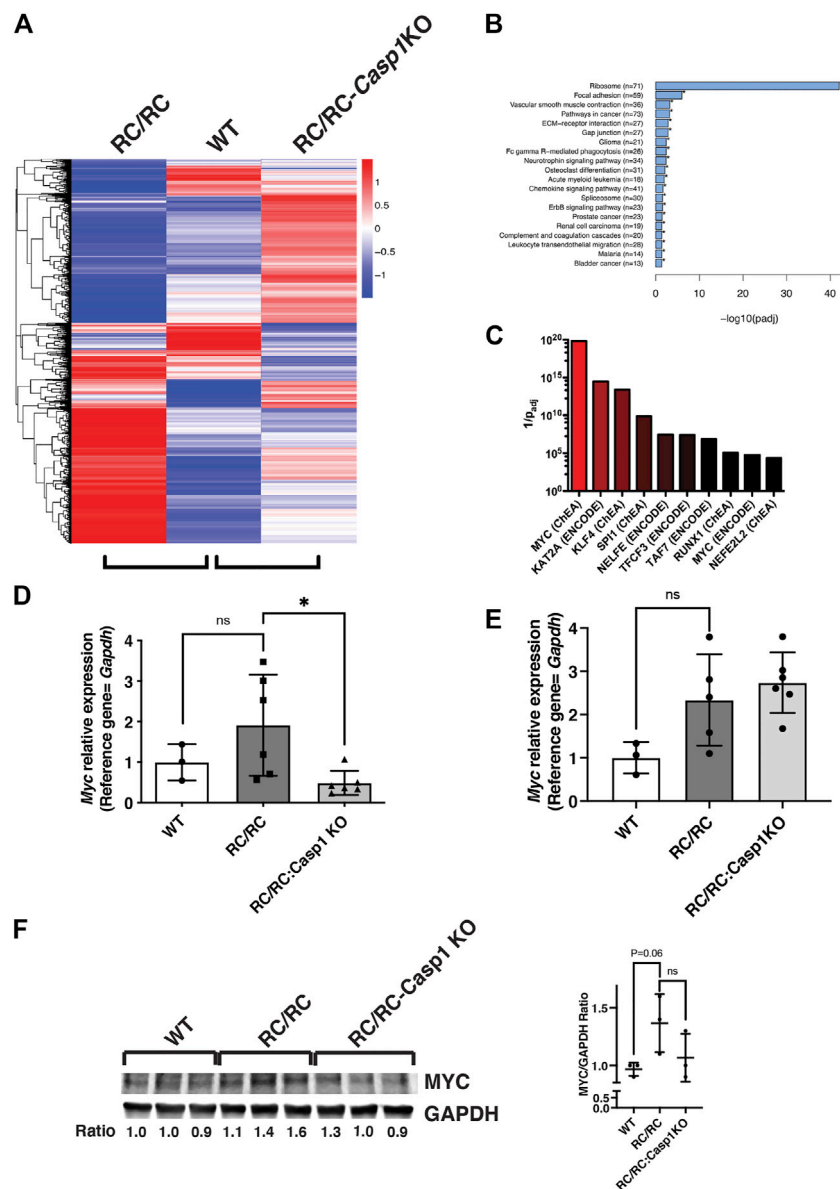 A
RC/RC
WT
RC/RC-Casp1KO
1
0.5
0
−0.5
−1
B
Ribosome (n=71)
Focal adhesion (n=59)
Vascular smooth muscle contraction (n=36)
Pathways in cancer (n=73)
ECM-receptor interaction (n=27)
Gap junction (n=27)
Glioma (n=21)
Fc gamma R-mediated phagocytosis (n=26)
Neurotrophin signaling pathway (n=34)
Osteoclast differentiation (n=31)
Acute myeloid leukemia (n=18)
Chemokine signaling pathway (n=41)
Spliceosome (n=30)
ErbB signaling pathway (n=23)
Prostate cancer (n=23)
Renal cell carcinoma (n=19)
Complement and coagulation cascades (n=20)
Leukocyte transendothelial migration (n=28)
Malaria (n=14)
Bladder cancer (n=13)
0 10 20 30 40
−log10(padj)
C
1/padj
10^20
10^15
10^10
10^5
10^0
MYC (ChEA)
KAT2A (ENCODE)
KLF4 (ChEA)
SPI1 (ChEA)
NELFE (ENCODE)
TFCF3 (ENCODE)
TAF7 (ENCODE)
RUNX1 (ChEA)
MYC (ENCODE)
NEFE2L2 (ChEA)
D
Myc relative expression
(Reference gene= Gapdh)
4
3
2
1
0
ns
*
WT
RC/RC
RC/RC:Casp1 KO
E
Myc relative expression
(Reference gene= Gapdh)
4
3
2
1
0
ns
WT
RC/RC
RC/RC:Casp1KO
F
WT
RC/RC
RC/RC-Casp1 KO
MYC
GAPDH
Ratio 1.0 1.0 0.9 1.1 1.4 1.6 1.3 1.0 0.9
MYC/GAPDH Ratio
1.5
1.0
0.5
0.0
P=0.06
ns
WT
RC/RC
RC/RC:Casp1KO